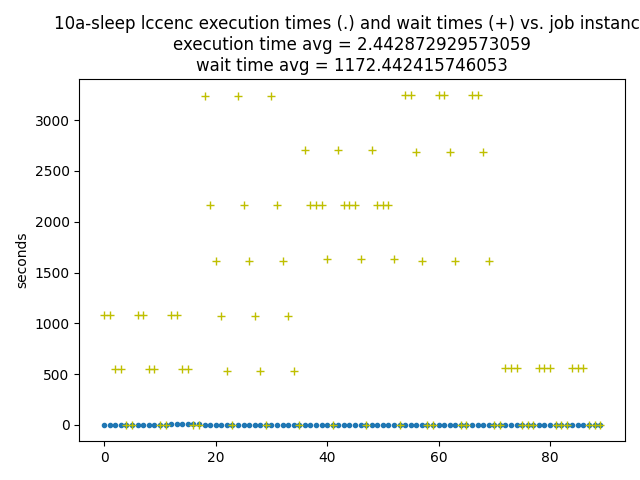 10a-sleep lccenc execution times (.) and wait times (+) vs. job instanc
execution time avg = 2.442872929573059
wait time avg = 1172.442415746053
3000
2500
2000
1500
1000
500
0
seconds
0 20 40 60 80